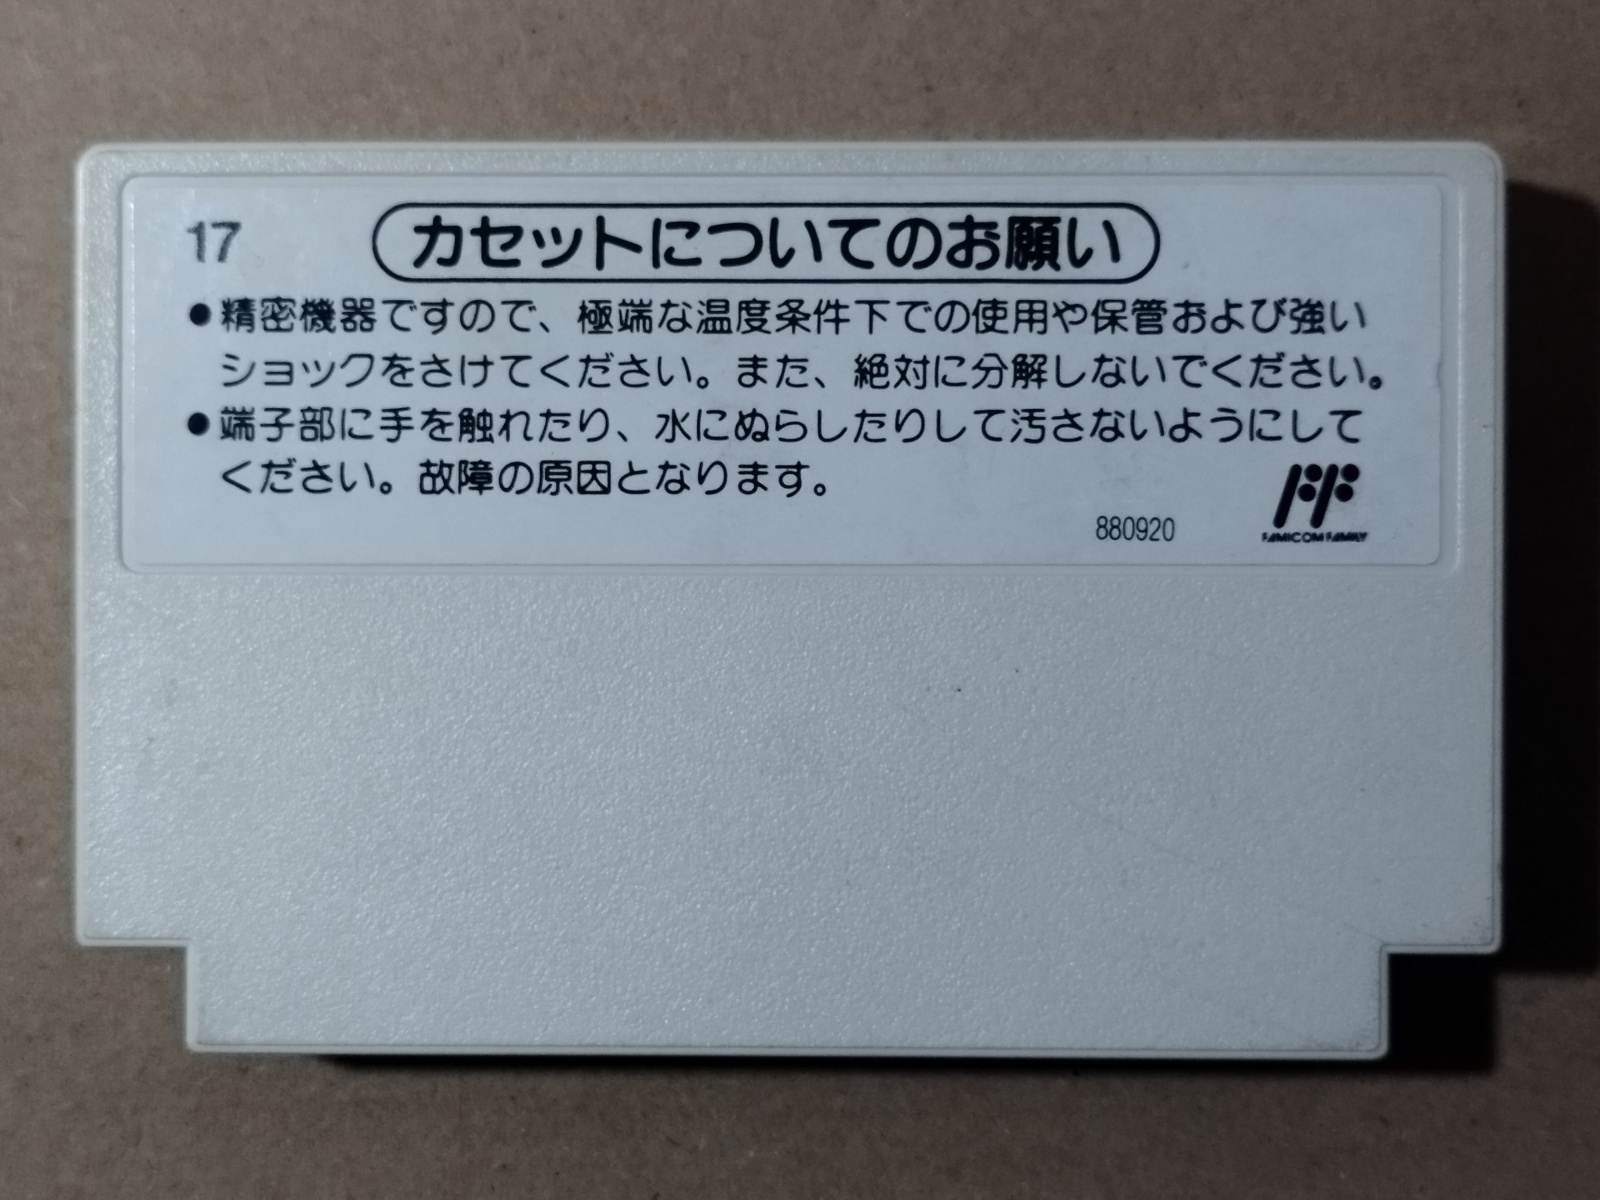 17
カセットについてのお願い
●精密機器ですので、極端な温度条件下での使用や保管および強い
ショックをさけてください。また、絶対に分解しないでください。
●端子部に手を触れたり、水にぬらしたりして汚さないようにして
ください。故障の原因となります。
880920
FAMICOM FAMILY